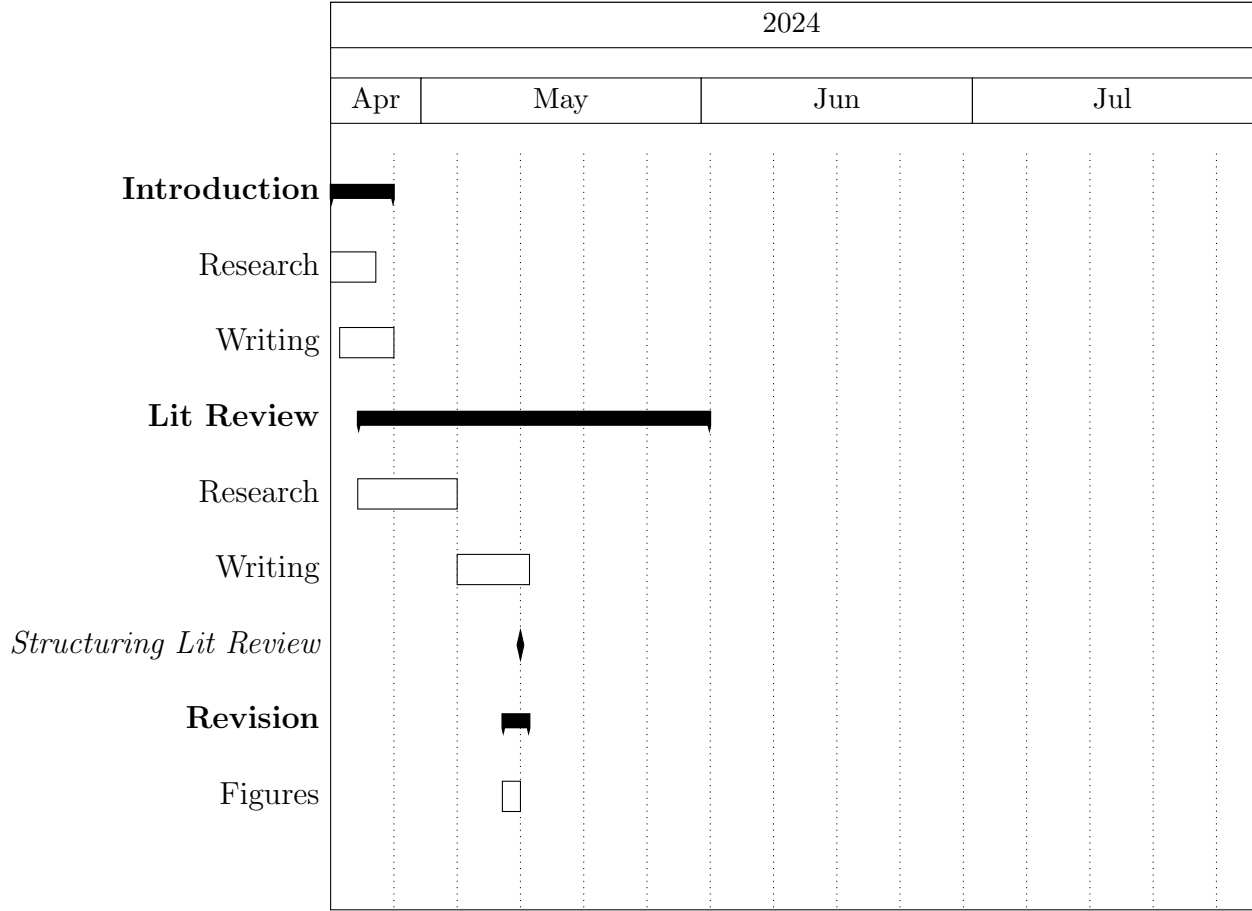 2024
Apr May Jun Jul
Introduction
Research
Writing
Lit Review
Research
Writing
Structuring Lit Review
Revision
Figures